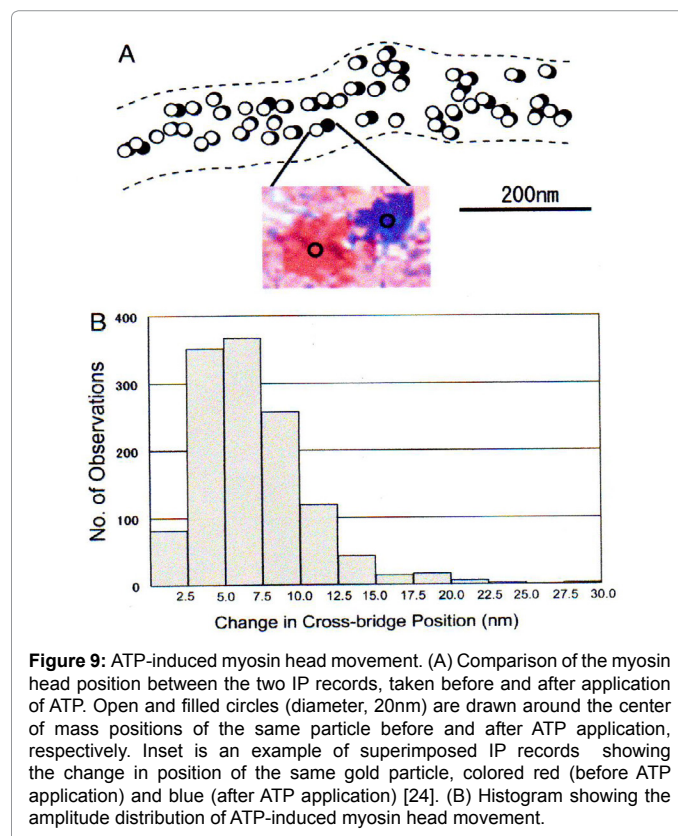 A
200nm
B
400
300
200
100
0
No. of Observations
2.5 5.0 7.5 10.0 12.5 15.0 17.5 20.0 22.5 25.0 27.5 30.0
Change in Cross-bridge Position (nm)
Figure 9: ATP-induced myosin head movement. (A) Comparison of the myosin
head position between the two IP records, taken before and after application
of ATP. Open and filled circles (diameter, 20nm) are drawn around the center
of mass positions of the same particle before and after ATP application,
respectively. Inset is an example of superimposed IP records showing
the change in position of the same gold particle, colored red (before ATP
application) and blue (after ATP application) [24]. (B) Histogram showing the
amplitude distribution of ATP-induced myosin head movement.